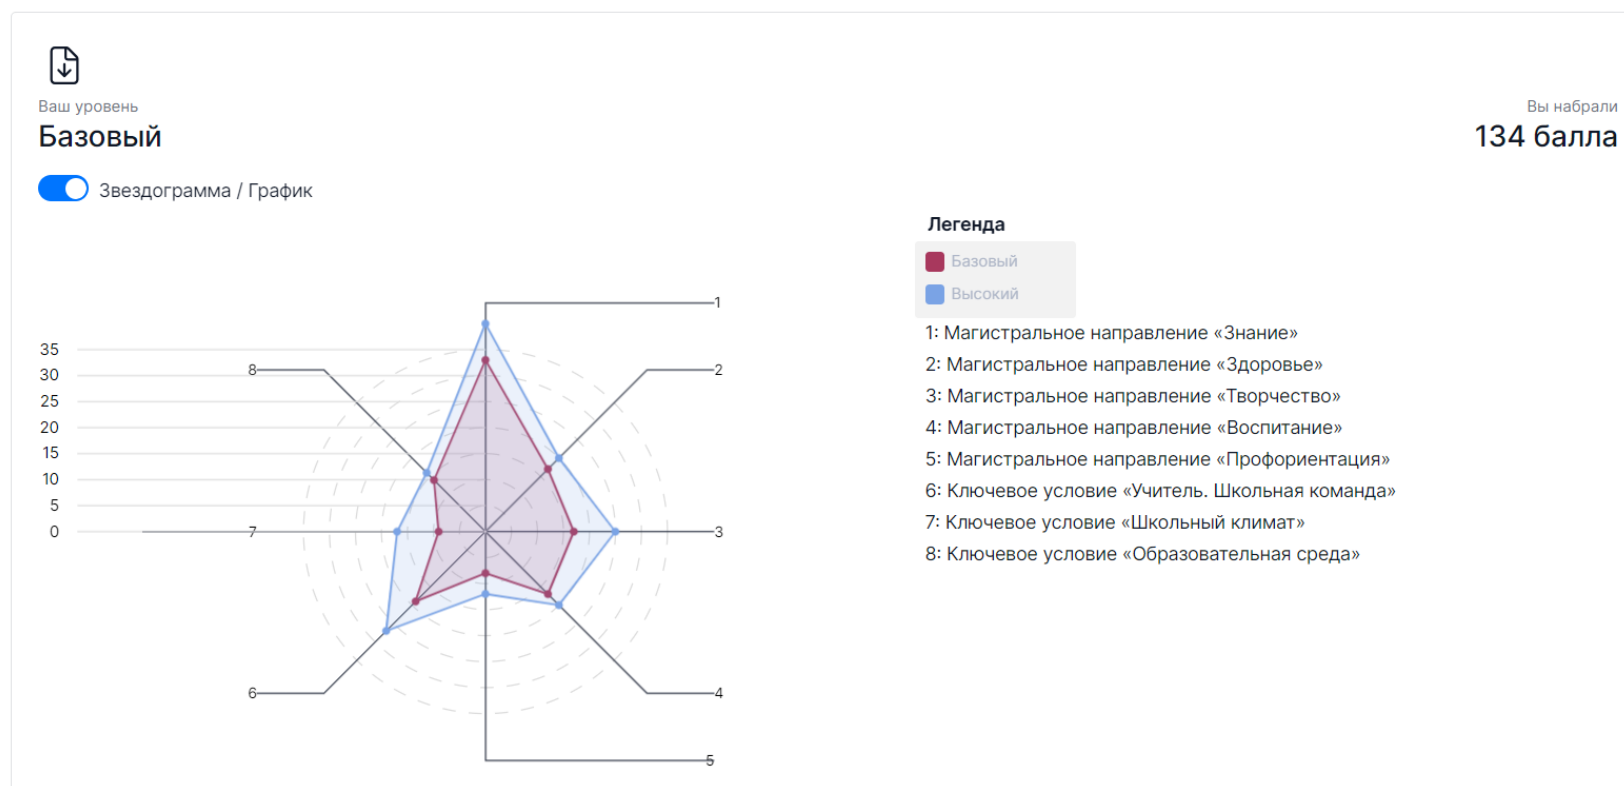 Ваш уровень
Базовый
Вы набрали
134 балла
Звездограмма / График
35
30
25
20
15
10
5
0
1
2
3
4
5
6
7
8
Легенда
Базовый
Высокий
1: Магистральное направление «Знание»
2: Магистральное направление «Здоровье»
3: Магистральное направление «Творчество»
4: Магистральное направление «Воспитание»
5: Магистральное направление «Профориентация»
6: Ключевое условие «Учитель. Школьная команда»
7: Ключевое условие «Школьный климат»
8: Ключевое условие «Образовательная среда»